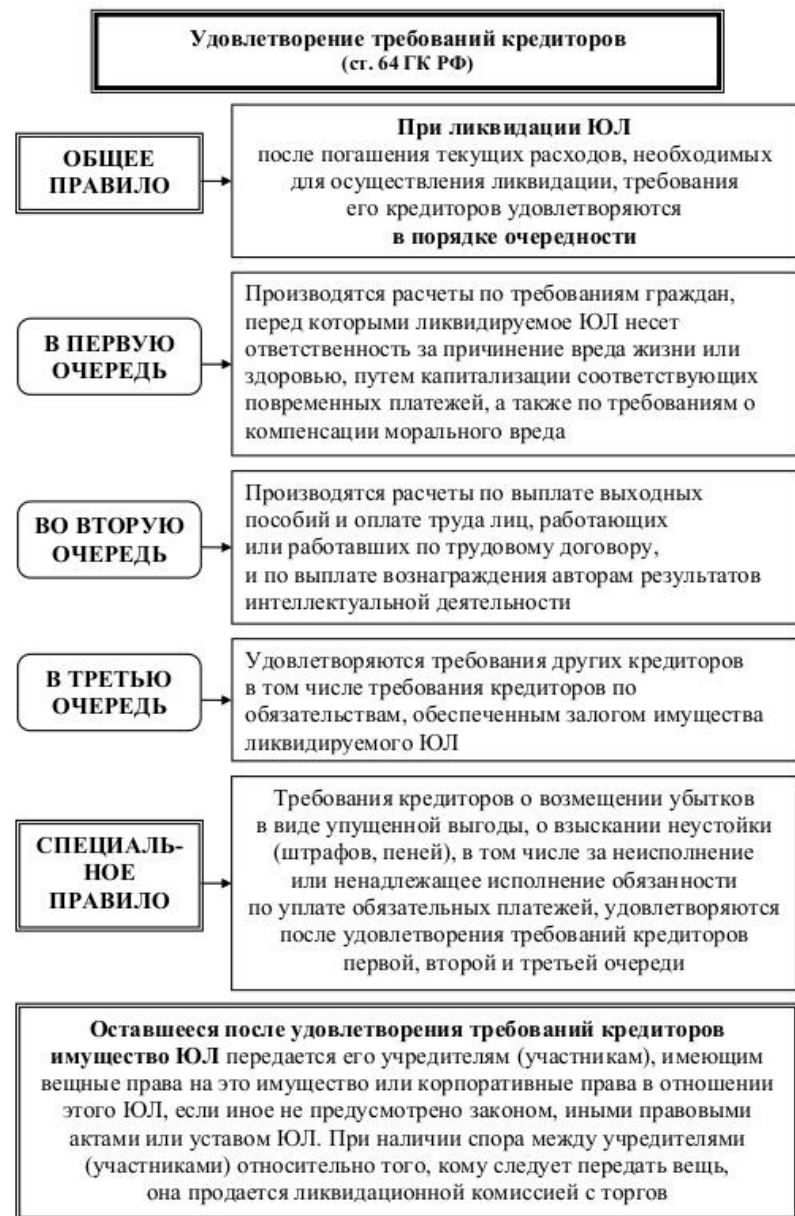 Удовлетворение требований кредиторов
(ст. 64 ГК РФ)
ОБЩЕЕ
ПРАВИЛО
При ликвидации ЮЛ
после погашения текущих расходов, необходимых
для осуществления ликвидации, требования
его кредиторов удовлетворяются
в порядке очередности
В ПЕРВУЮ
ОЧЕРЕДЬ
Производятся расчеты по требованиям граждан,
перед которыми ликвидируемое ЮЛ несет
ответственность за причинение вреда жизни или
здоровью, путем капитализации соответствующих
повременных платежей, а также по требованиям о
компенсации морального вреда
ВО ВТОРУЮ
ОЧЕРЕДЬ
Производятся расчеты по выплате выходных
пособий и оплате труда лиц, работающих
или работавших по трудовому договору,
и по выплате вознаграждения авторам результатов
интеллектуальной деятельности
В ТРЕТЬЮ
ОЧЕРЕДЬ
Удовлетворяются требования других кредиторов
в том числе требования кредиторов по
обязательствам, обеспеченным залогом имущества
ликвидируемого ЮЛ
СПЕЦИАЛЬ-
НОЕ
ПРАВИЛО
Требования кредиторов о возмещении убытков
в виде упущенной выгоды, о взыскании неустойки
(штрафов, пеней), в том числе за неисполнение
или ненадлежащее исполнение обязанности
по уплате обязательных платежей, удовлетворяются
после удовлетворения требований кредиторов
первой, второй и третьей очереди
Оставшееся после удовлетворения требований кредиторов
имущество ЮЛ передается его учредителям (участникам), имеющим
вещные права на это имущество или корпоративные права в отношении
этого ЮЛ, если иное не предусмотрено законом, иными правовыми
актами или уставом ЮЛ. При наличии спора между учредителями
(участниками) относительно того, кому следует передать вещь,
она продается ликвидационной комиссией с торгов